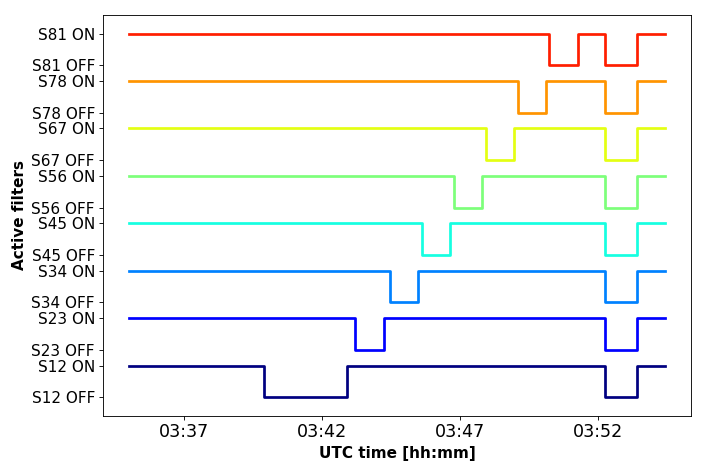 S81 ON
S81 OFF
S78 ON
S78 OFF
S67 ON
S67 OFF
S56 ON
S56 OFF
S45 ON
S45 OFF
S34 ON
S34 OFF
S23 ON
S23 OFF
S12 ON
S12 OFF
Active filters
03:37 03:42 03:47 03:52
UTC time [hh:mm]